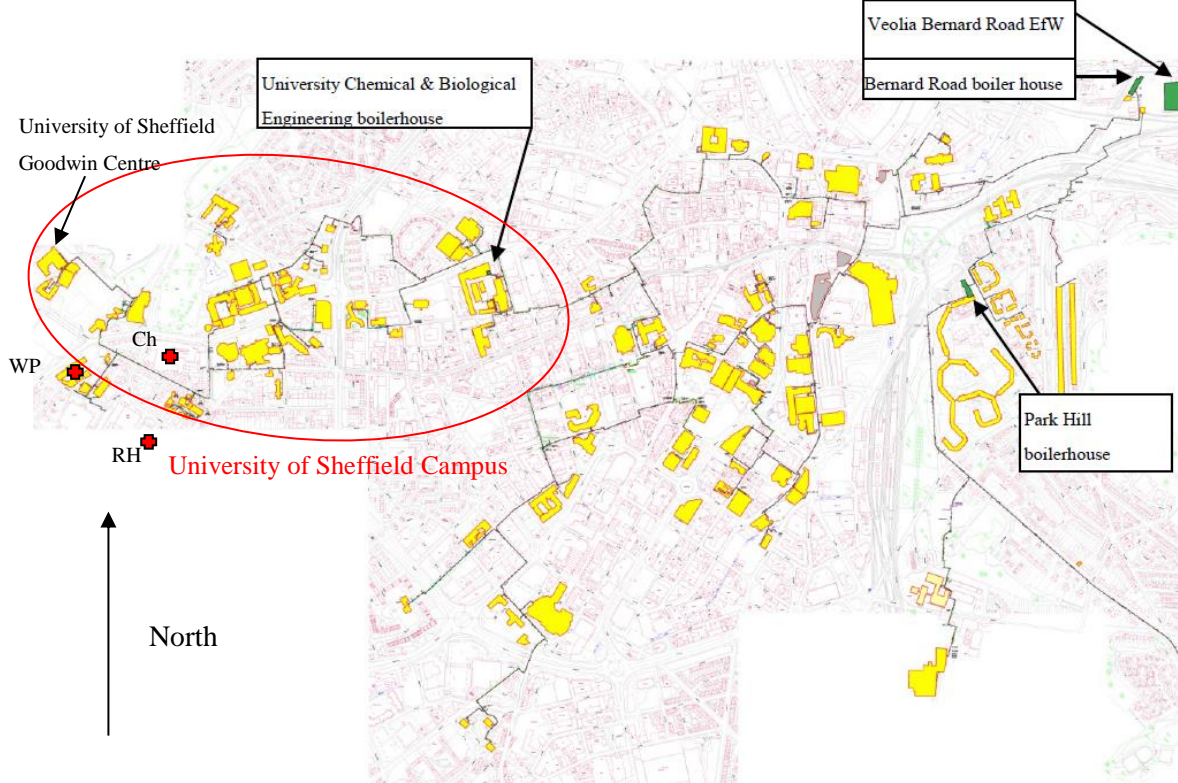 Veolia Bernard Road EfW
Bernard Road boiler house
University Chemical & Biological
Engineering boilerhouse
University of Sheffield
Goodwin Centre
Ch
WP
RH
University of Sheffield Campus
Park Hill
boilerhouse
North